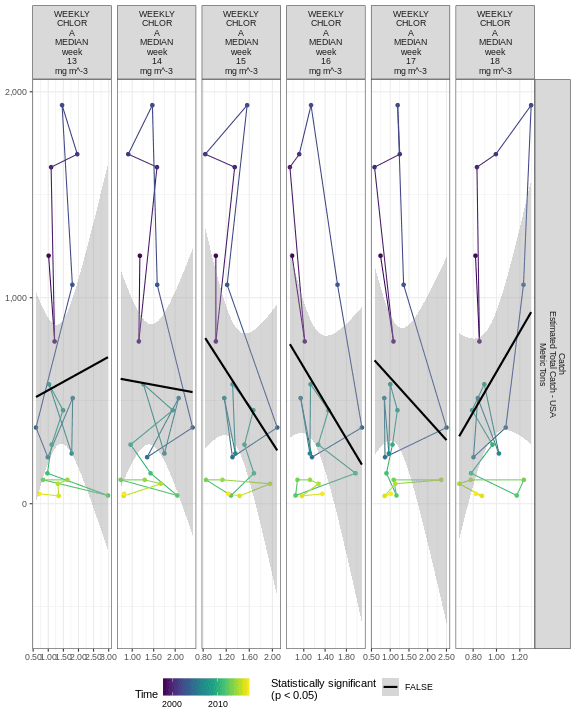 WEEKLY
CHLOR
A
MEDIAN
week
13
mg m^-3
WEEKLY
CHLOR
A
MEDIAN
week
14
mg m^-3
WEEKLY
CHLOR
A
MEDIAN
week
15
mg m^-3
WEEKLY
CHLOR
A
MEDIAN
week
16
mg m^-3
WEEKLY
CHLOR
A
MEDIAN
week
17
mg m^-3
WEEKLY
CHLOR
A
MEDIAN
week
18
mg m^-3
2,000
1,000
0
Catch
Estimated Total Catch - USA
Metric Tons
0.50 1.00 1.50 2.00 2.50 3.00
1.00 1.50 2.00
0.80 1.20 1.60 2.00
1.00 1.40 1.80
0.50 1.00 1.50 2.00 2.50
0.80 1.00 1.20
Time
2000 2010
Statistically significant
(p < 0.05)
FALSE